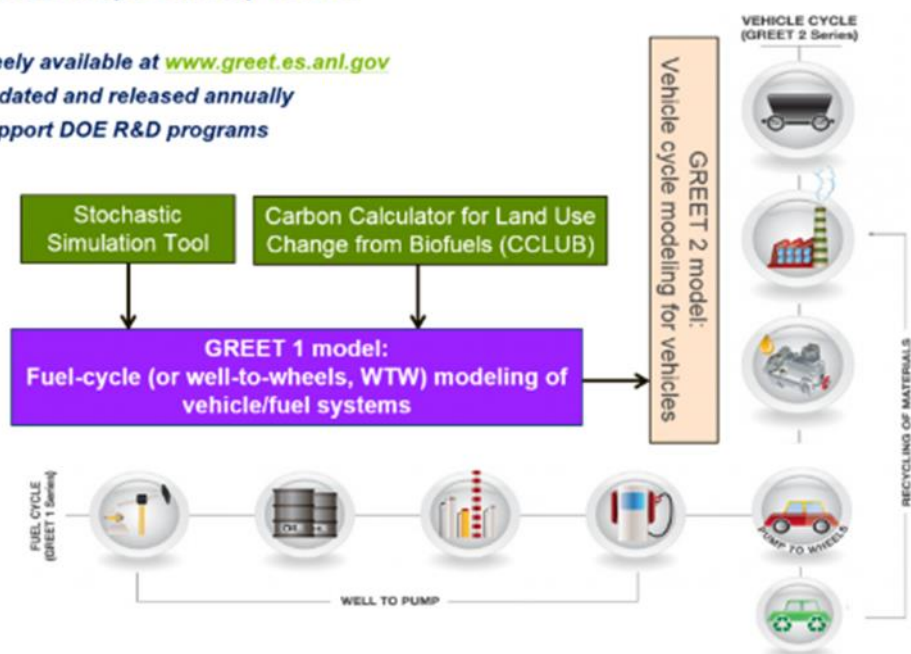 eely available at www.greet.es.anl.gov
dated and released annually
pport DOE R&D programs
VEHICLE CYCLE
(GREET 2 Series)
Stochastic
Simulation Tool
Carbon Calculator for Land Use
Change from Biofuels (CCLUB)
GREET 2 model:
Vehicle cycle modeling for vehicles
GREET 1 model:
Fuel-cycle (or well-to-wheels, WTW) modeling of
vehicle/fuel systems
RECYCLING OF MATERIALS
FUEL CYCLE
(GREET 1 Series)
OIL
PUMP TO WHEELS
WELL TO PUMP